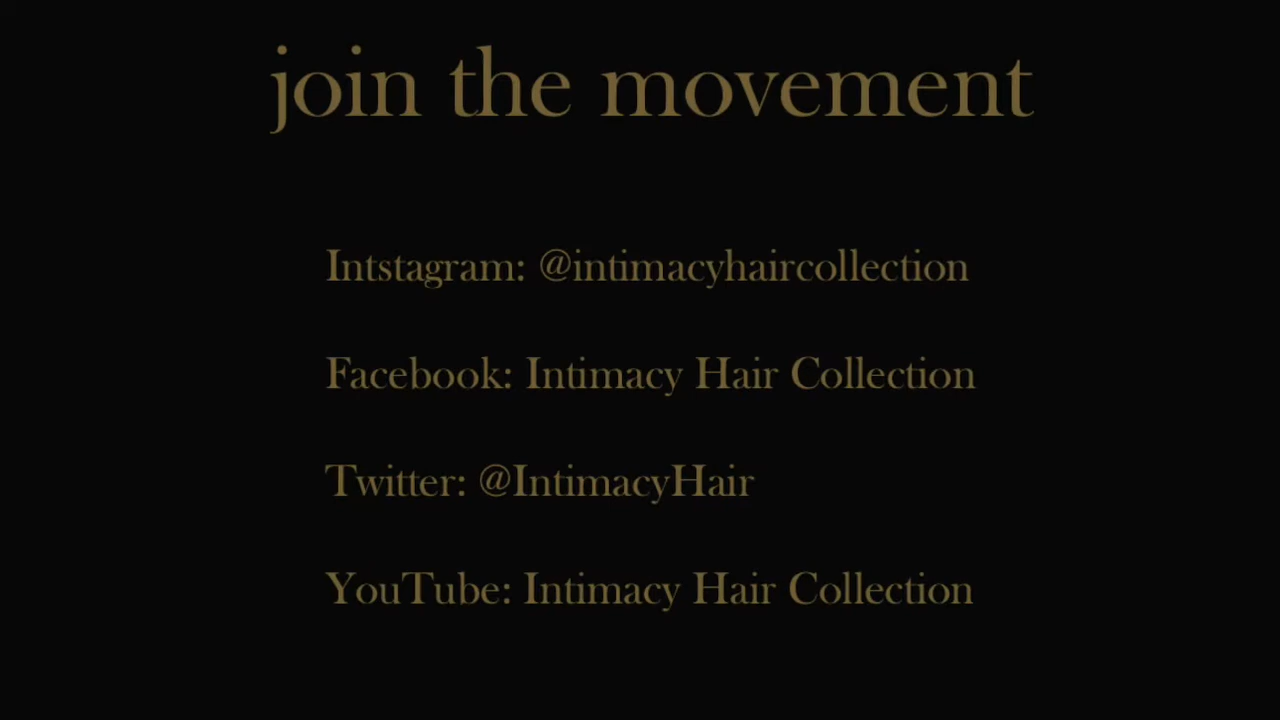 join the movement
Intstagram: @intimacyhaircollection
Facebook: Intimacy Hair Collection
Twitter: @IntimacyHair
YouTube: Intimacy Hair Collection